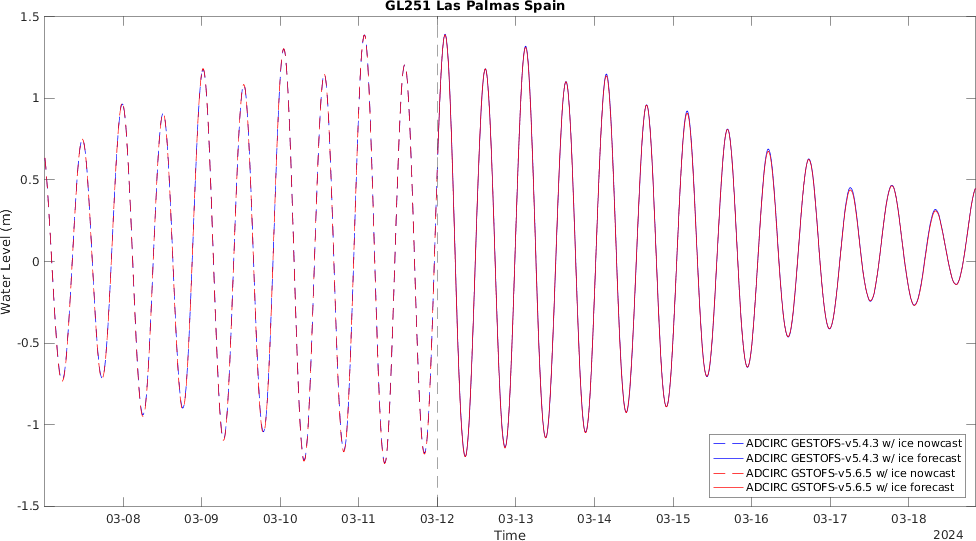 GL251 Las Palmas Spain
1.5
1
0.5
0
-0.5
-1
-1.5
Water Level (m)
03-08 03-09 03-10 03-11 03-12 03-13 03-14 03-15 03-16 03-17 03-18
Time
2024
ADCIRC GESTOFS-v5.4.3 w/ ice nowcast
ADCIRC GESTOFS-v5.4.3 w/ ice forecast
ADCIRC GSTOFS-v5.6.5 w/ ice nowcast
ADCIRC GSTOFS-v5.6.5 w/ ice forecast